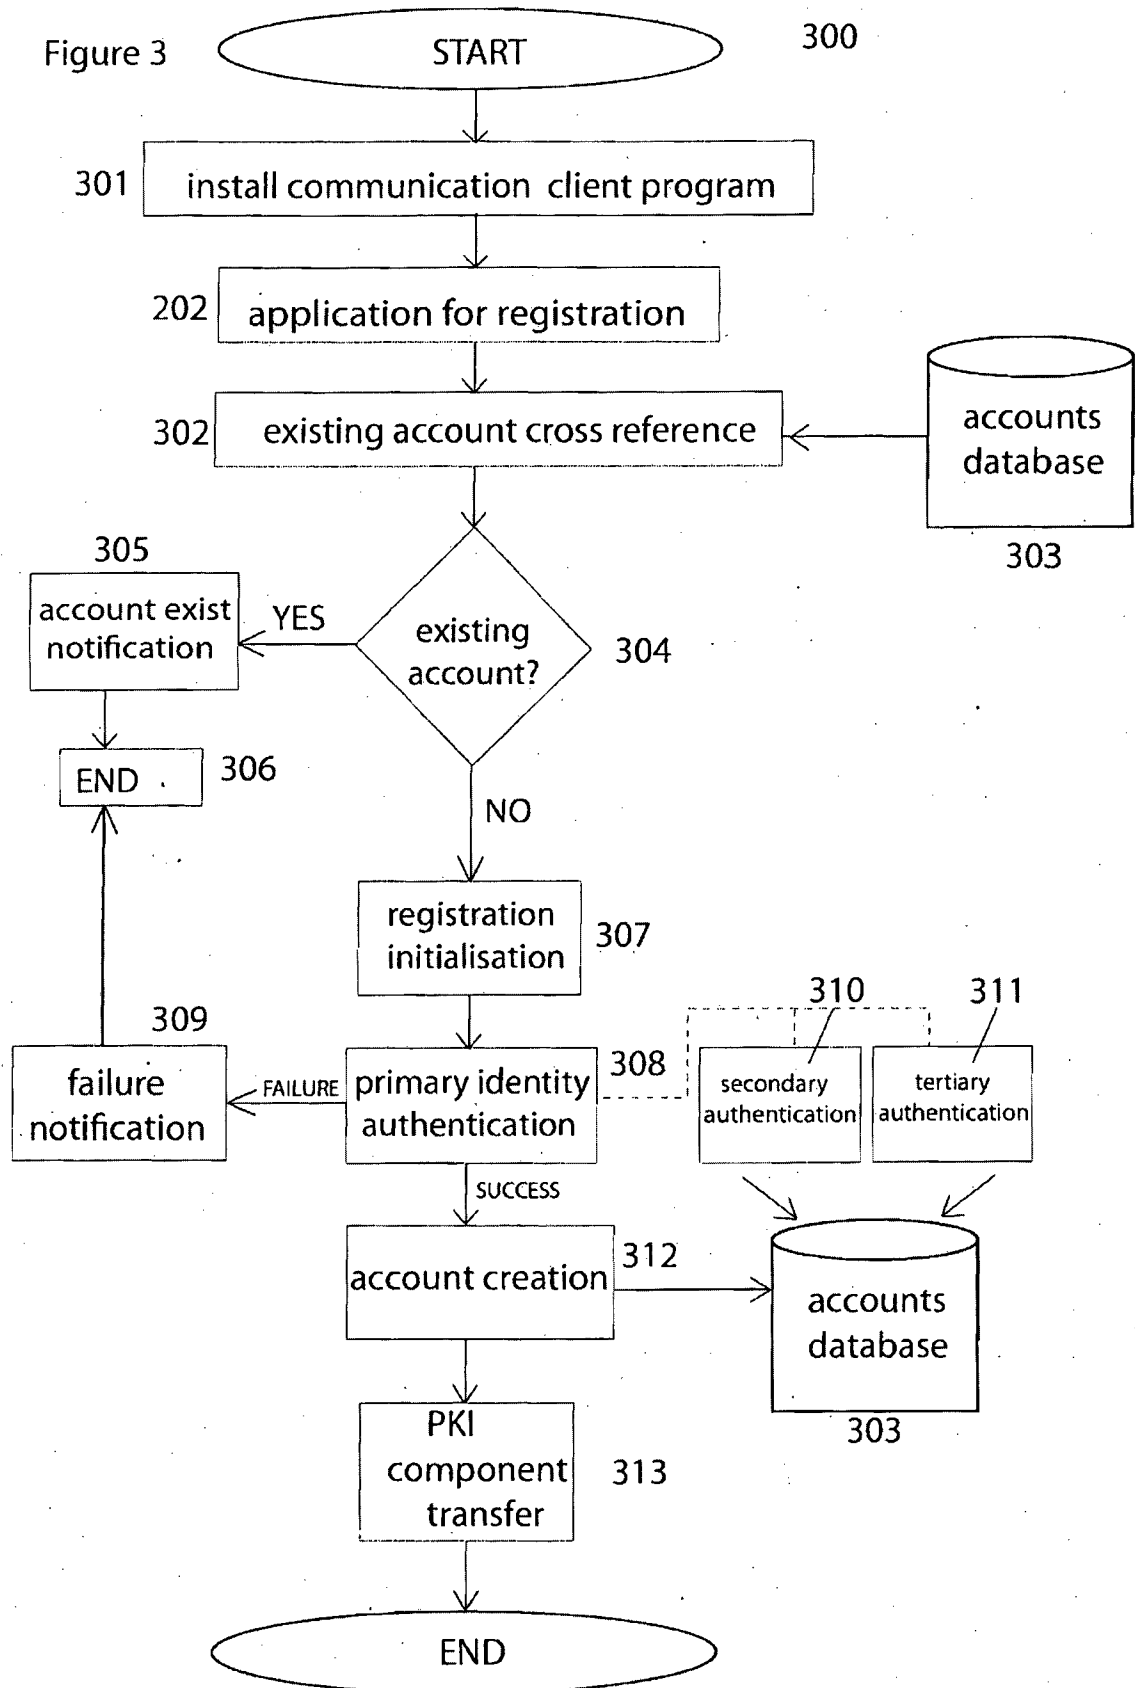 Figure 3
START
300
301
install communication client program
202
application for registration
302
existing account cross reference
accounts
database
303
305
account exist
notification
YES
existing
account?
304
END
306
NO
registration
initialisation
307
309
failure
notification
FAILURE
primary identity
authentication
308
310
311
secondary
authentication
tertiary
authentication
SUCCESS
account creation
312
accounts
database
303
PKI
component
transfer
313
END